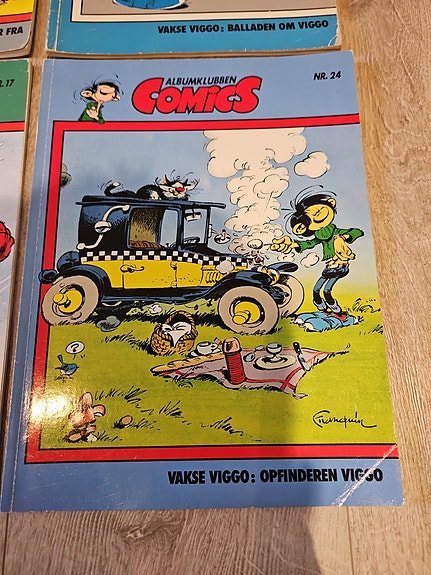 R FRA
VAKSE VIGGO: BALLADEN OM VIGGO
R. 17
ALBUMKLUBBEN
COMICS
NR. 24
?
Franquin
VAKSE VIGGO: OPFINDEREN VIGGO